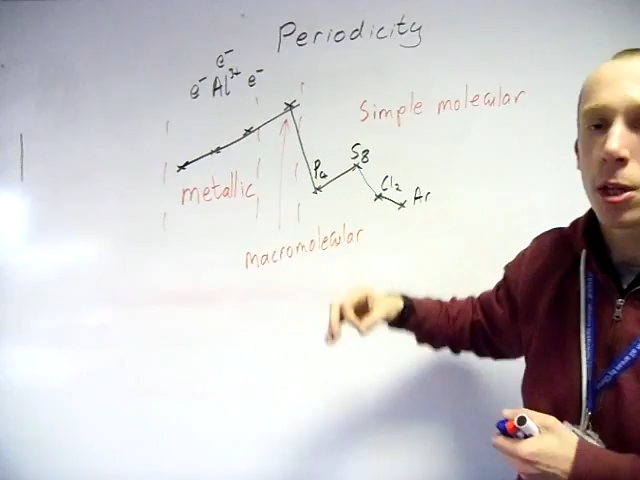 Periodicity
e⁻
e⁻ Al³⁺ e⁻
Simple molecular
P₄
S₈
metallic
Cl₂
Ar
macromolecular